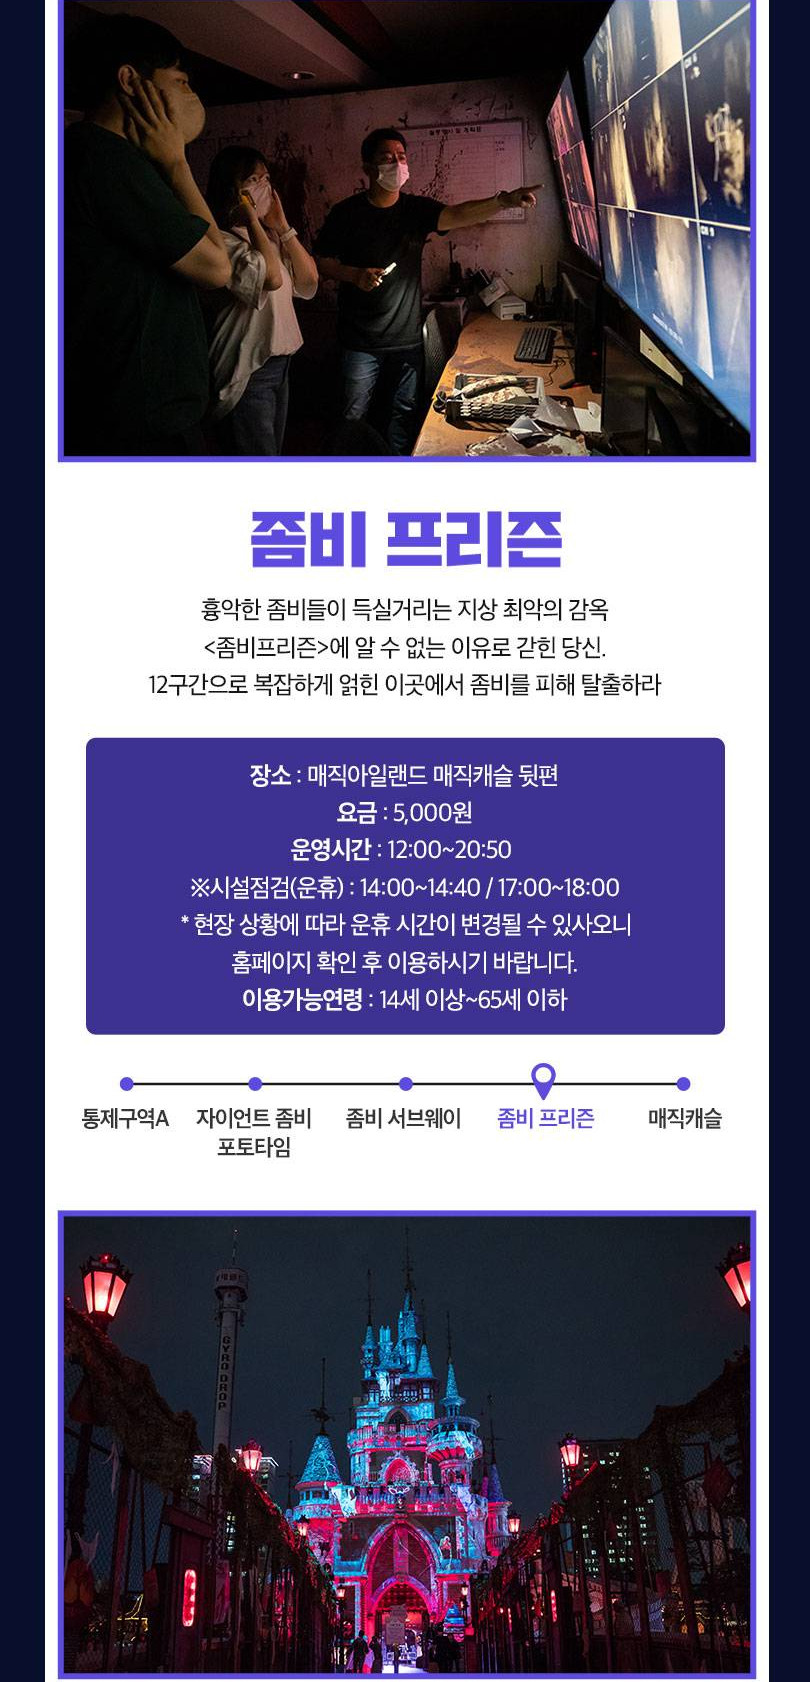 좀비 프리즌
흉악한 좀비들이 득실거리는 지상 최악의 감옥
<좀비프리즌>에 알 수 없는 이유로 갇힌 당신.
12구간으로 복잡하게 얽힌 이곳에서 좀비를 피해 탈출하라
장소 : 매직아일랜드 매직캐슬 뒷편
요금 : 5,000원
운영시간 : 12:00~20:50
※시설점검(운휴) : 14:00~14:40 / 17:00~18:00
* 현장 상황에 따라 운휴 시간이 변경될 수 있사오니
홈페이지 확인 후 이용하시기 바랍니다.
이용가능연령 : 14세 이상~65세 이하
통제구역A
자이언트 좀비
포토타임
좀비 서브웨이
좀비 프리즌
매직캐슬
GYRO DROP